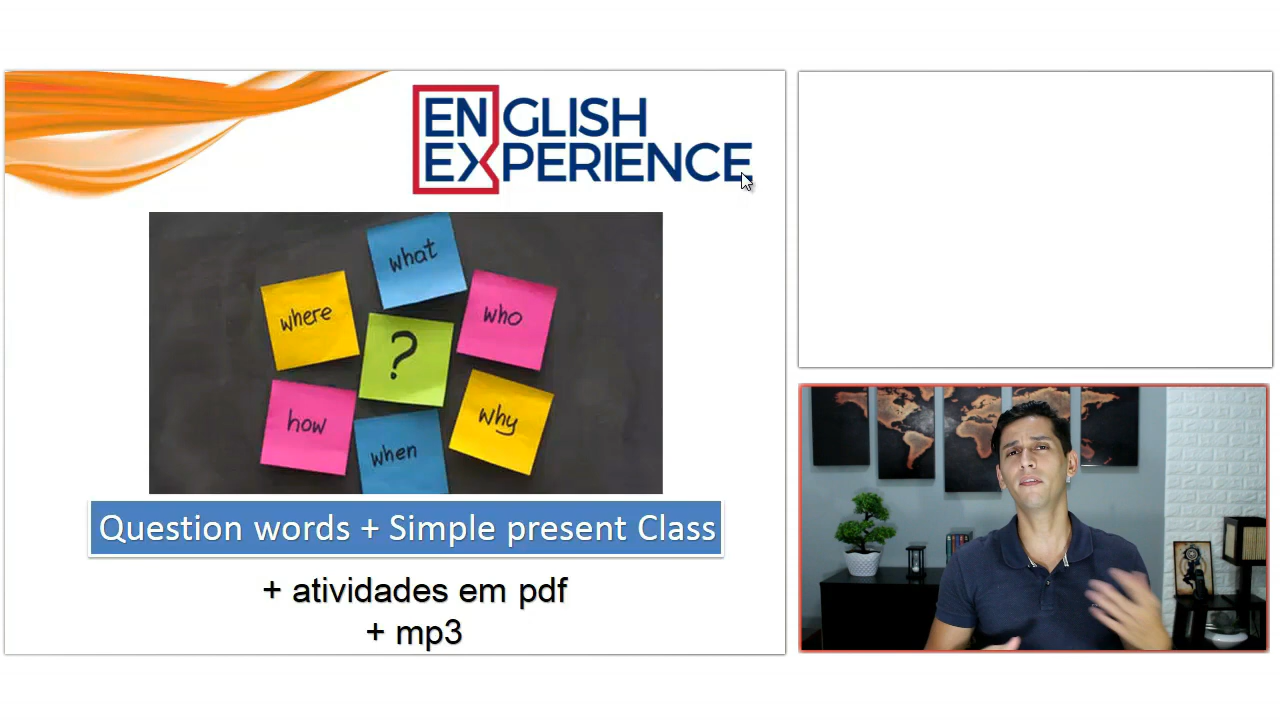 ENGLISH
EXPERIENCE
what
where
who
?
how
why
when
Question words + Simple present Class
+ atividades em pdf
+ mp3